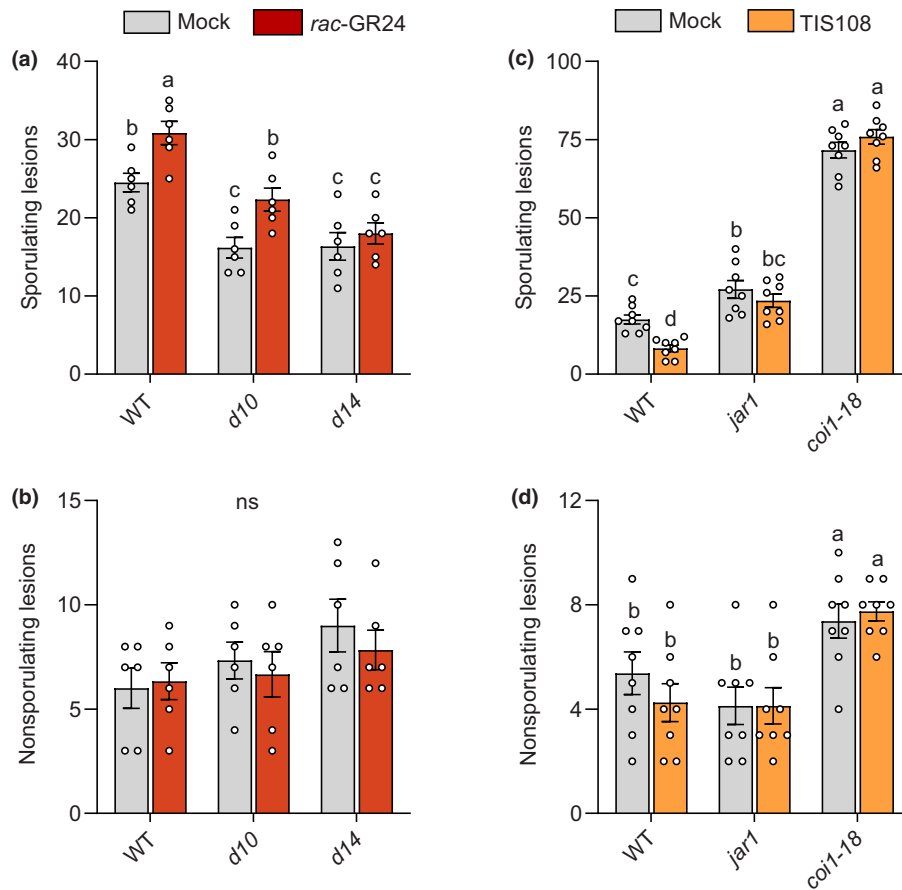 Mock rac-GR24
(a)
Sporulating lesions
40
30
20
10
0
b a c b c c
WT d10 d14
Mock TIS108
(c)
Sporulating lesions
100
75
50
25
0
c d b bc a a
WT jar1 coi1-18
(b)
Nonsporulating lesions
15
10
5
0
ns
WT d10 d14
(d)
Nonsporulating lesions
12
8
4
0
b b b b a a
WT jar1 coi1-18